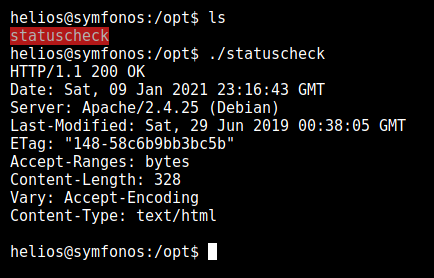 helios@symfonos:/opt$ ls
statuscheck
helios@symfonos:/opt$ ./statuscheck
HTTP/1.1 200 OK
Date: Sat, 09 Jan 2021 23:16:43 GMT
Server: Apache/2.4.25 (Debian)
Last-Modified: Sat, 29 Jun 2019 00:38:05 GMT
ETag: "148-58c6b9bb3bc5b"
Accept-Ranges: bytes
Content-Length: 328
Vary: Accept-Encoding
Content-Type: text/html
helios@symfonos:/opt$